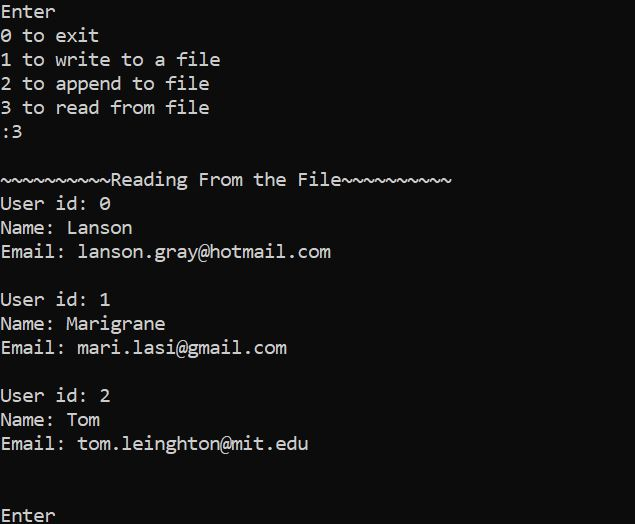 Enter
0 to exit
1 to write to a file
2 to append to file
3 to read from file
:3
~~~~~~~~~~Reading From the File~~~~~~~~~~
User id: 0
Name: Lanson
Email: lanson.gray@hotmail.com
User id: 1
Name: Marigrane
Email: mari.lasi@gmail.com
User id: 2
Name: Tom
Email: tom.leinghton@mit.edu
Enter